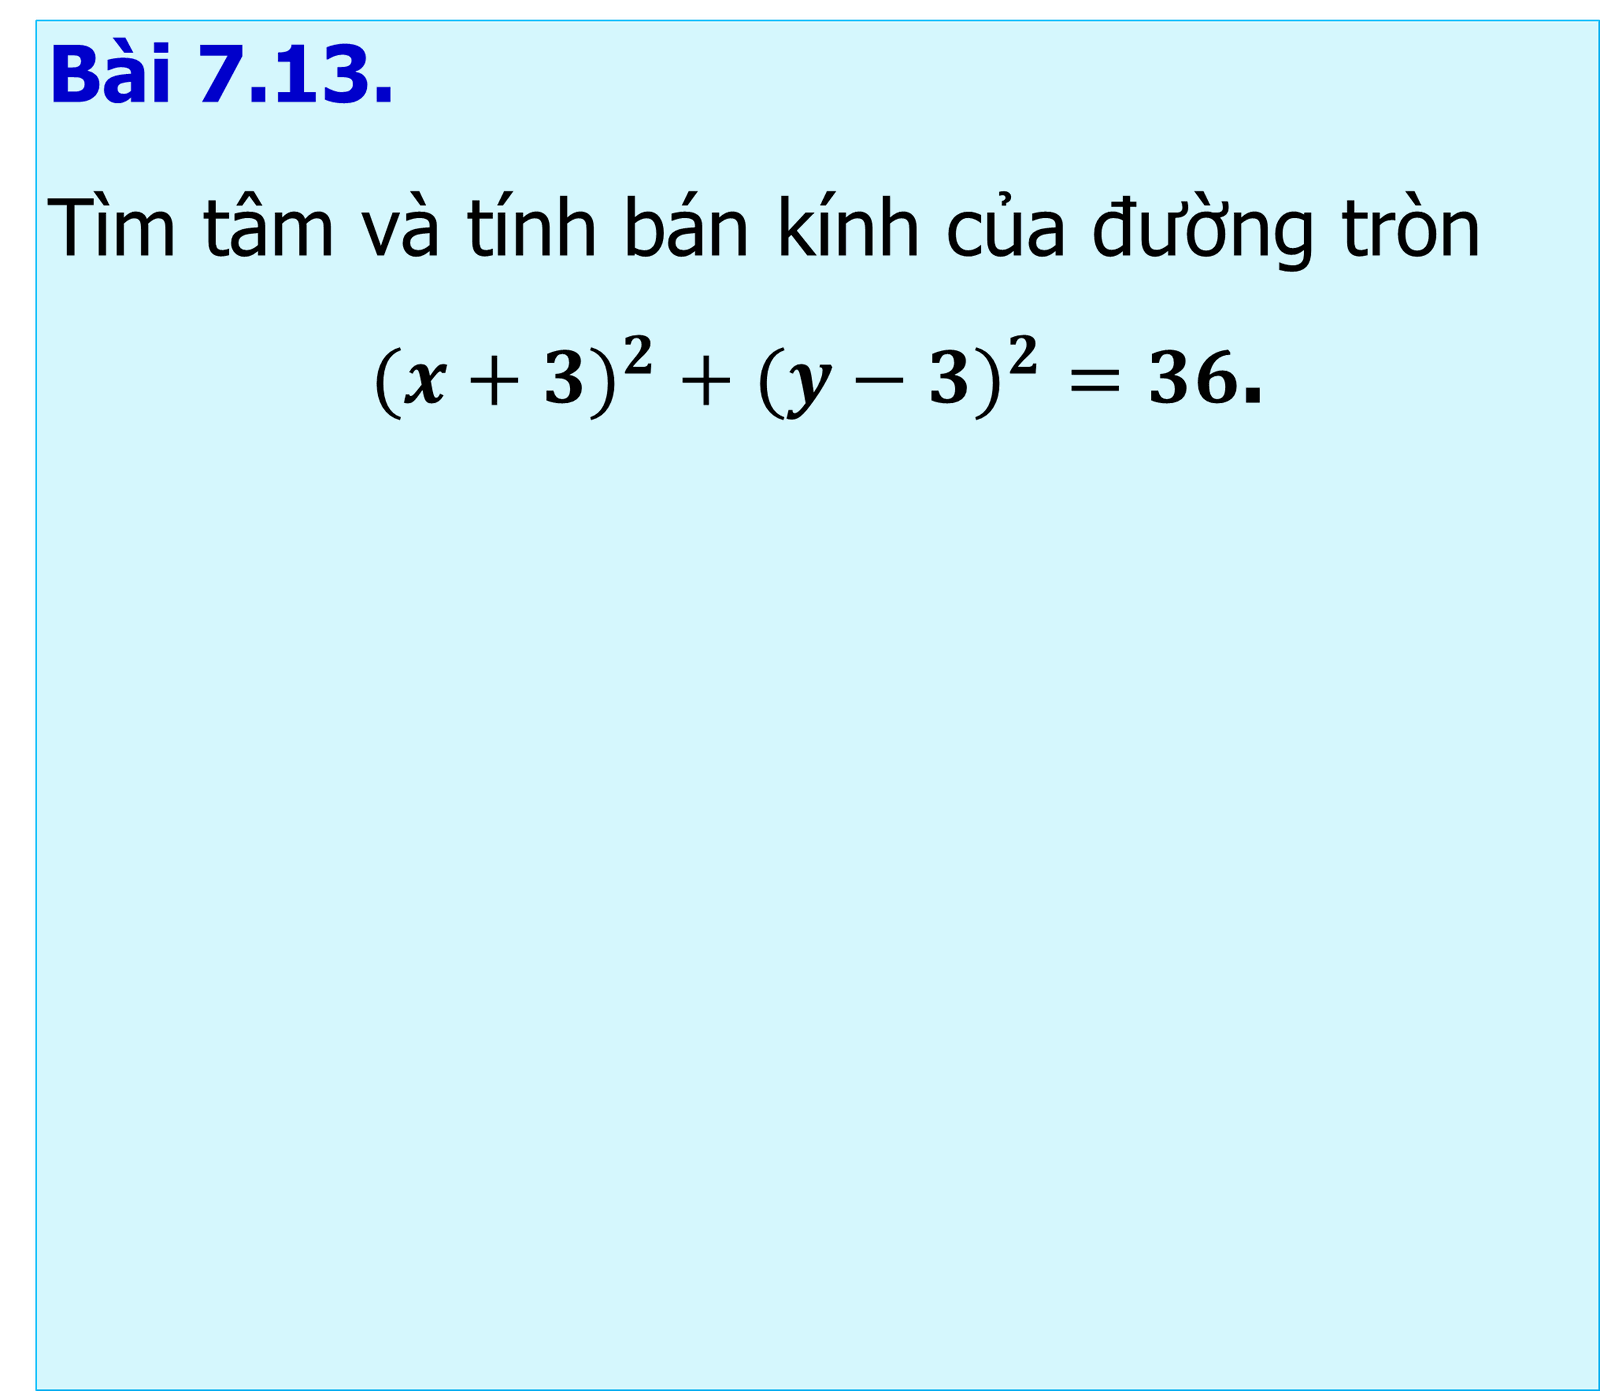 Bài 7.13.
Tìm tâm và tính bán kính của đường tròn
(x + 3)² + (y − 3)² = 36.